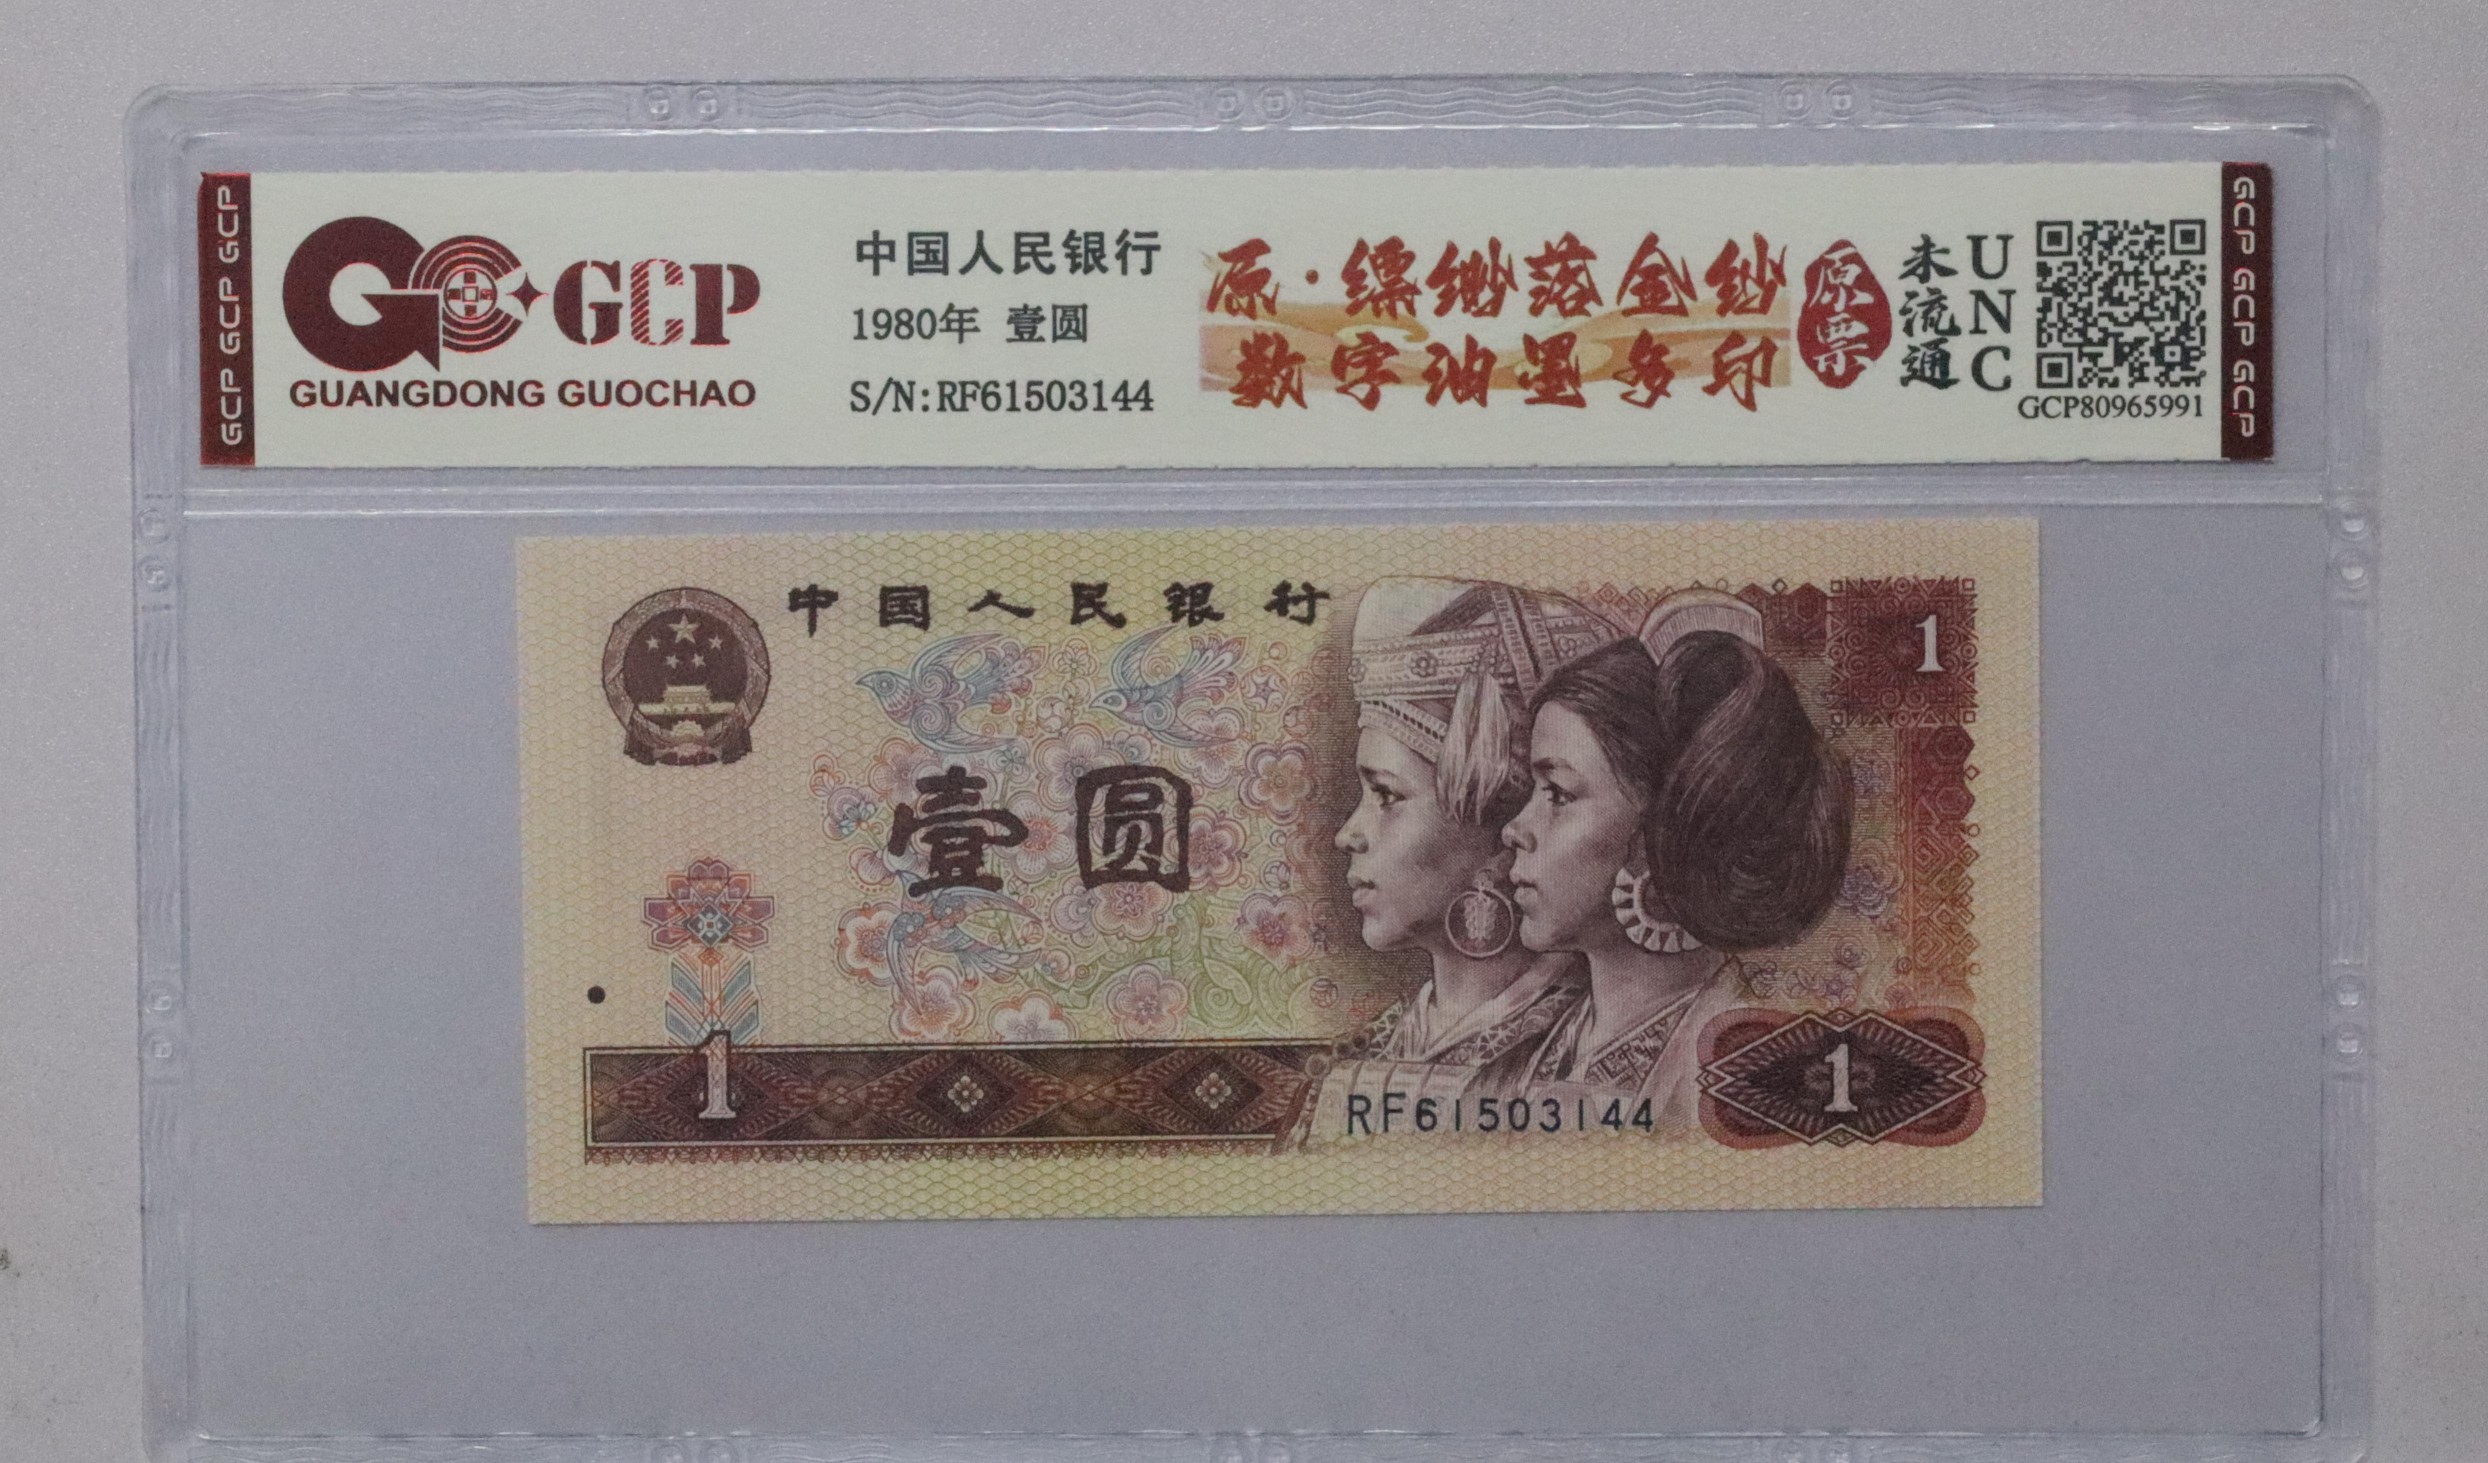 GCP GCP GCP
GCP
GUANGDONG GUOCHAO
中国人民银行
1980年 壹圆
S/N:RF61503144
原·缥缈落金纱
数字油墨多印
原票
未流通
UNC
GCP80965991
GCP GCP GCP
中国人民银行
1
壹圆
1
RF61503144
1